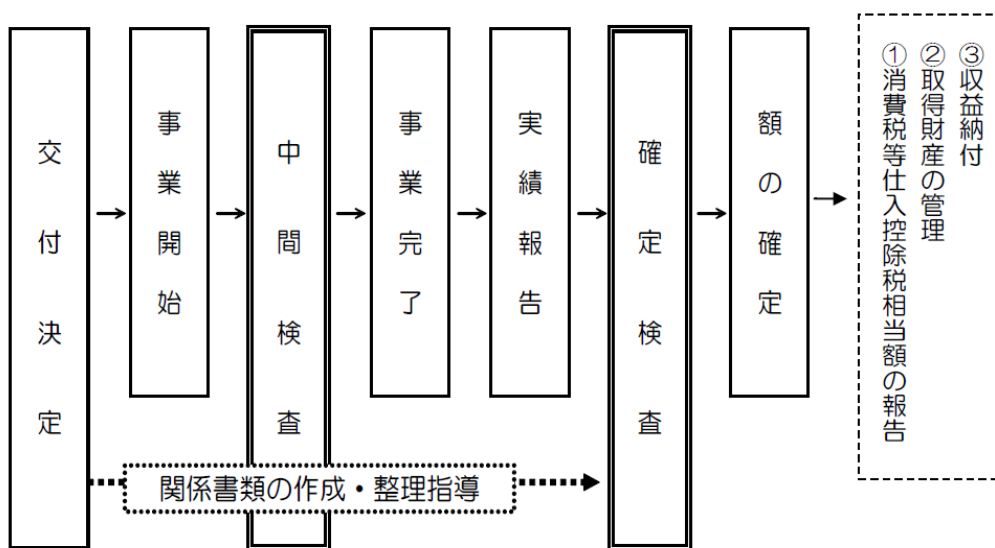 交付決定
事業開始
中間検査
事業完了
実績報告
確定検査
額の確定
③収益納付
②取得財産の管理
①消費税等仕入控除税相当額の報告
関係書類の作成・整理指導